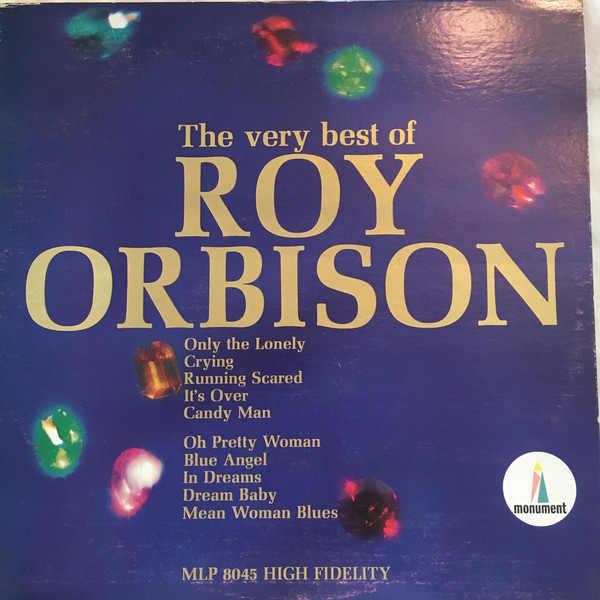 The very best of
ROY
ORBISON
Only the Lonely
Crying
Running Scared
It's Over
Candy Man
Oh Pretty Woman
Blue Angel
In Dreams
Dream Baby
Mean Woman Blues
monument
MLP 8045 HIGH FIDELITY